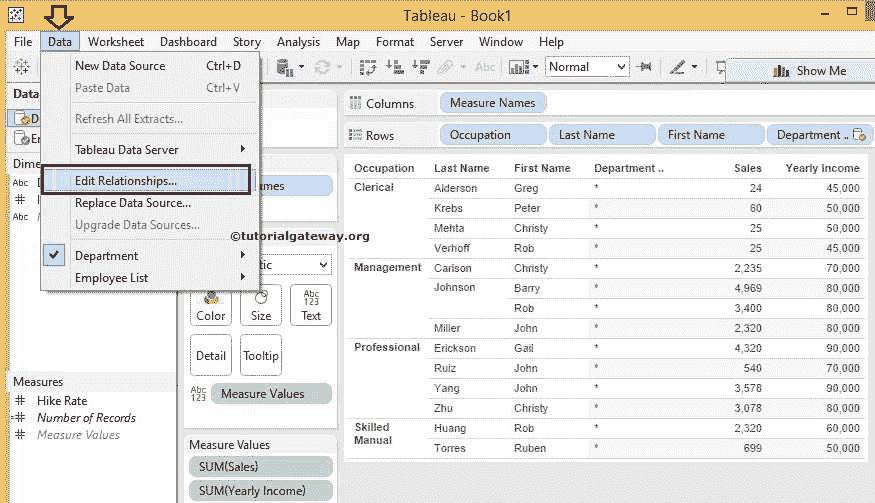 Tableau - Book1
File Data Worksheet Dashboard Story Analysis Map Format Server Window Help
Abc Normal Show Me
New Data Source Ctrl+D
Paste Data Ctrl+V
Refresh All Extracts...
Tableau Data Server
Edit Relationships...
Replace Data Source...
Upgrade Data Sources...
Department
Employee List
Data
D
Dime
Abc
#
Abc
Measures
# Hike Rate
=# Number of Records
# Measure Values
©tutorialgateway.org
Color Size Abc 123 Text
Detail Tooltip
Abc 123 Measure Values
Measure Values
SUM(Sales)
SUM(Yearly Income)
Columns Measure Names
Rows Occupation Last Name First Name Department ..
Occupation Last Name First Name Department .. Sales Yearly Income
Clerical Alderson Greg * 24 45,000
Krebs Peter * 60 50,000
Mehta Christy * 25 50,000
Verhoff Rob * 25 45,000
Management Carlson Christy * 2,235 70,000
Johnson Barry * 4,969 80,000
Rob * 3,400 80,000
Miller John * 2,320 80,000
Professional Erickson Gail * 4,320 90,000
Ruiz John * 540 70,000
Yang John * 3,578 90,000
Zhu Christy * 3,078 80,000
Skilled Manual Huang Rob * 2,320 60,000
Torres Ruben * 699 50,000